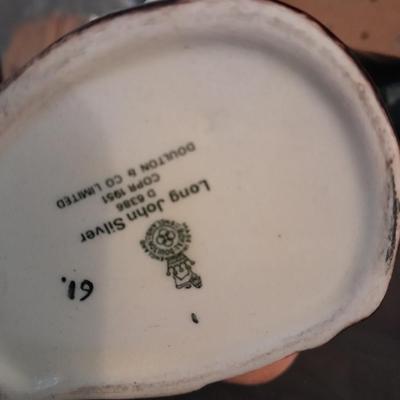 Long John Silver
D 6386
COPR 1951
DOULTON & CO LIMITED
61.